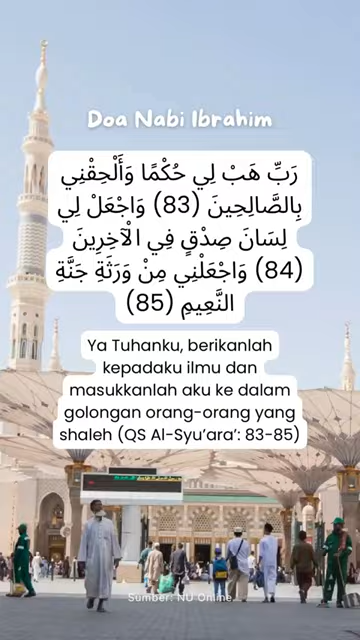 Doa Nabi Ibrahim
رَبِّ هَبْ لِي حُكْمًا وَأَلْحِقْنِي
بِالصَّالِحِينَ (83) وَاجْعَلْ لِي
لِسَانَ صِدْقٍ فِي الْآخِرِينَ
(84) وَاجْعَلْنِي مِنْ وَرَثَةِ جَنَّةِ
النَّعِيمِ (85)
Ya Tuhanku, berikanlah
kepadaku ilmu dan
masukkanlah aku ke dalam
golongan orang-orang yang
shaleh (QS Al-Syu’ara’: 83-85)
Sumber: NU Online